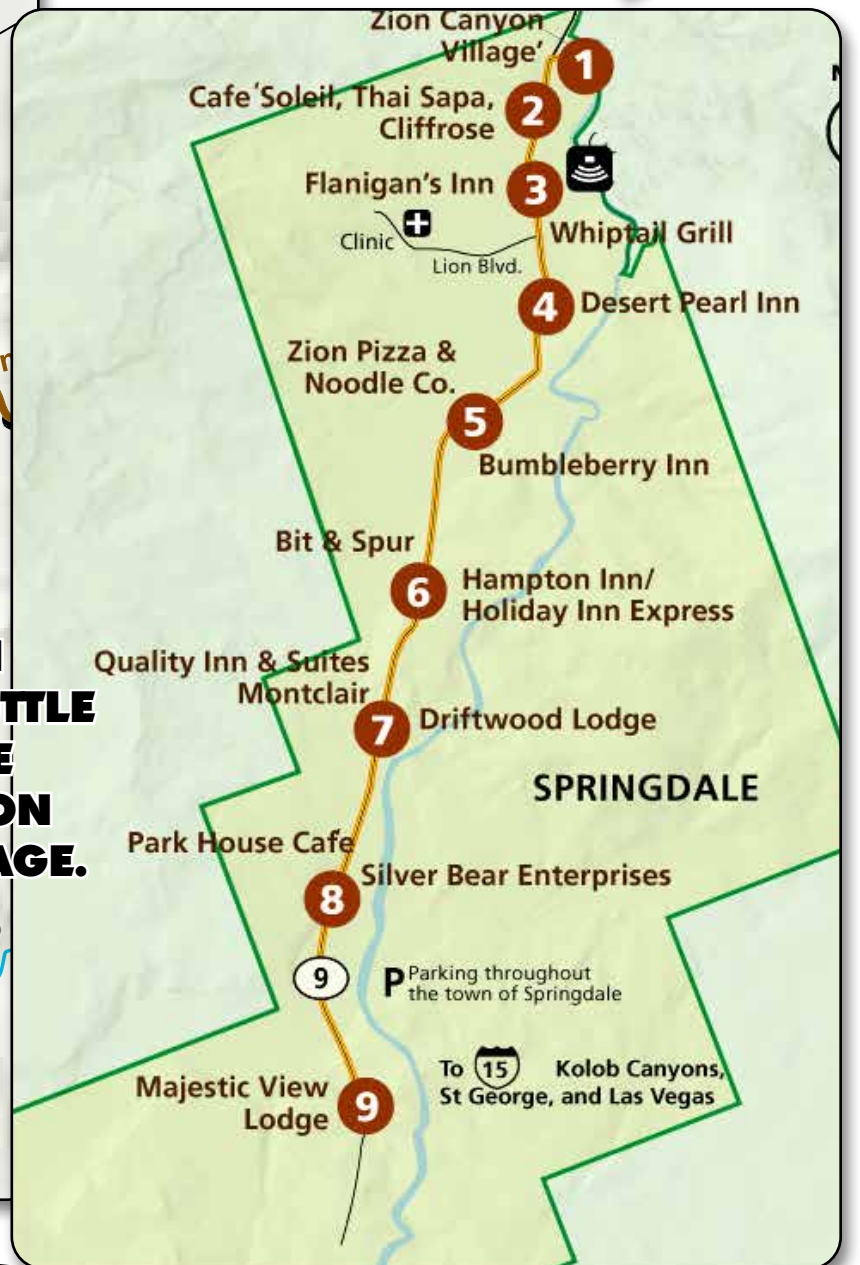 Zion Canyon
Village'
1
Cafe´Soleil, Thai Sapa,
Cliffrose
2
Flanigan's Inn
3
Clinic
Lion Blvd.
Whiptail Grill
4
Desert Pearl Inn
Zion Pizza &
Noodle Co.
5
Bumbleberry Inn
Bit & Spur
6
Hampton Inn/
Holiday Inn Express
Quality Inn & Suites
Montclair
7
Driftwood Lodge
SPRINGDALE
Park House Cafe
8
Silver Bear Enterprises
9
P Parking throughout
the town of Springdale
To 15 Kolob Canyons,
St George, and Las Vegas
Majestic View
Lodge
9
TTLE
E
ON
AGE.